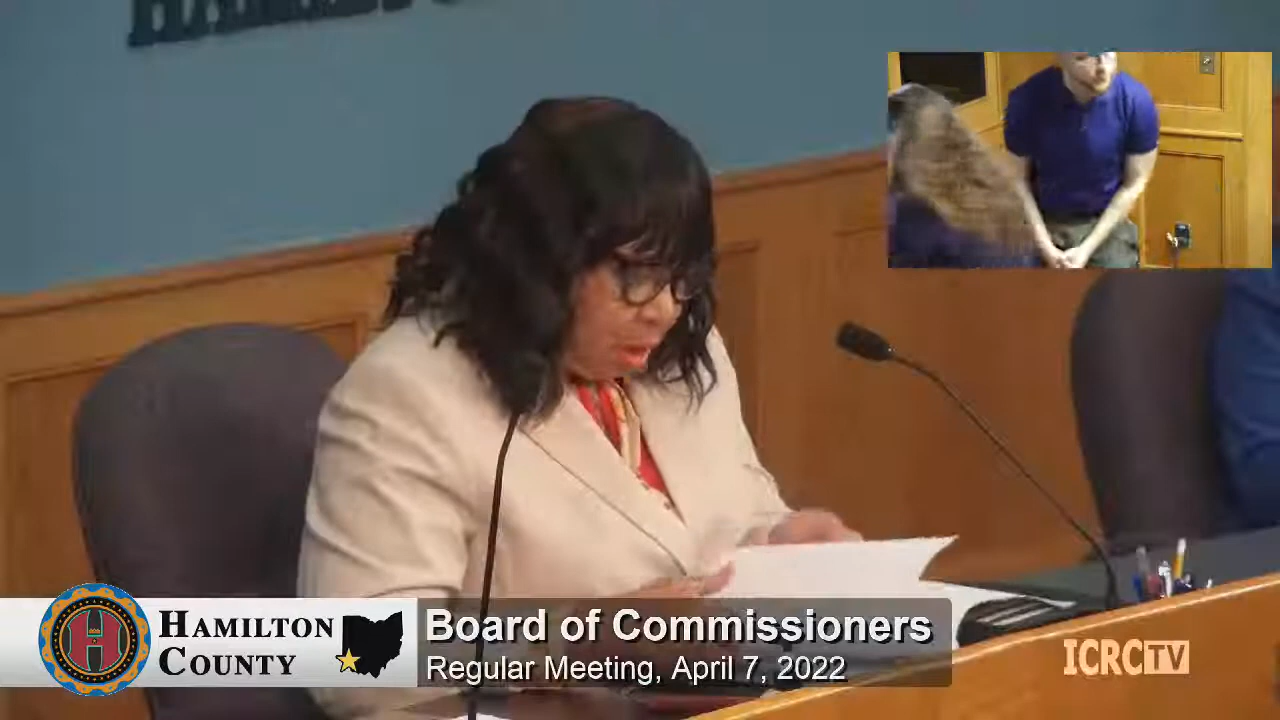 HAMILTON
COUNTY
Board of Commissioners
Regular Meeting, April 7, 2022
ICRCTV